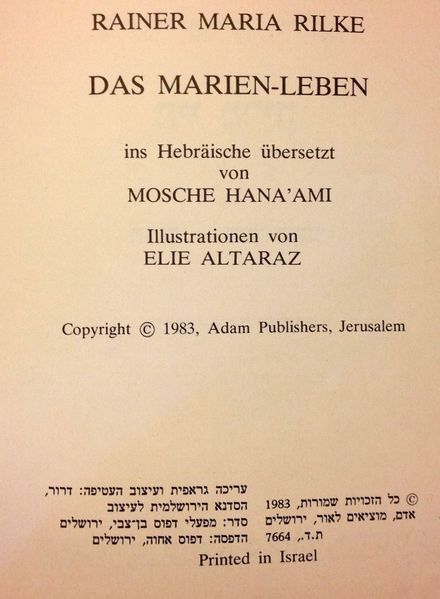 RAINER MARIA RILKE
DAS MARIEN-LEBEN
ins Hebräische übersetzt
von
MOSCHE HANA'AMI
Illustrationen von
ELIE ALTARAZ
Copyright © 1983, Adam Publishers, Jerusalem
© כל הזכויות שמורות, 1983
אדם, מוציאים לאור, ירושלים
ת.ד. 7664,
עריכה גראפית ועיצוב העטיפה: דרור,
הסדנא הירושלמית לעיצוב
סדר: מפעלי דפוס בן־צבי, ירושלים
הדפסה: דפוס אחוה, ירושלים
Printed in Israel